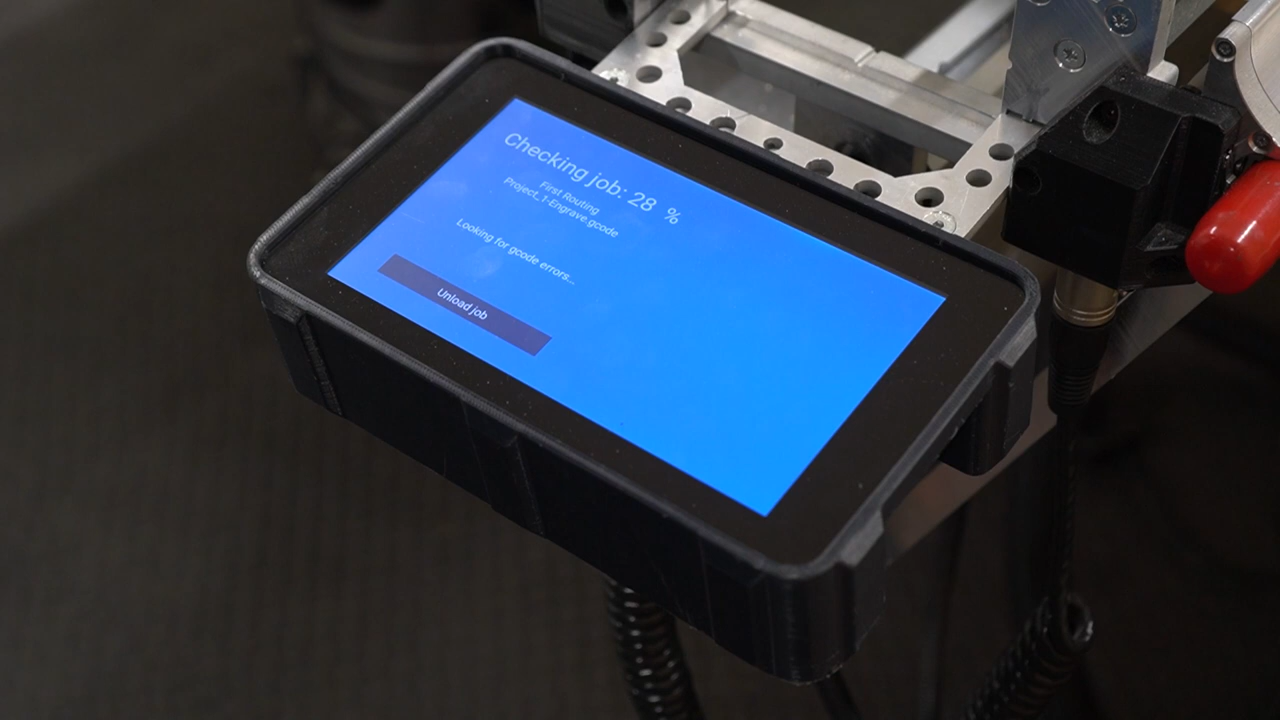 Checking job: 28 %
First Routing
Project_1-Engrave.gcode
Looking for gcode errors...
Unload job